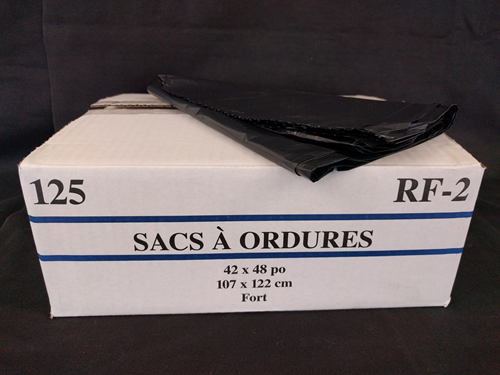 125
RF-2
SACS À ORDURES
42 x 48 po
107 x 122 cm
Fort